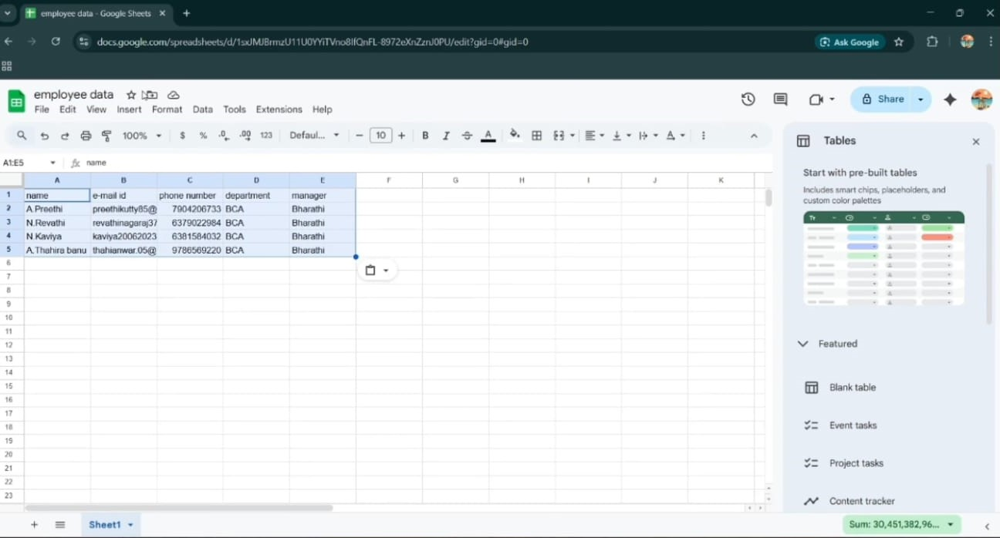 employee data - Google Sheets
docs.google.com/spreadsheets/d/1sxJMJBrmzU11U0YYiTVno8IfQnFL-8972eXnZznJ0PU/edit?gid=0#gid=0
Ask Google
employee data
File Edit View Insert Format Data Tools Extensions Help
Share
100% $ % .0 .00 123 Defaul... 10 B I A
Tables
A1:E5 fx name
Start with pre-built tables
Includes smart chips, placeholders, and
custom color palettes
A B C D E F G H I J K
1 name e-mail id phone number department manager
2 A.Preethi preethikutty85@ 7904206733 BCA Bharathi
3 N.Revathi revathinagaraj37 6379022984 BCA Bharathi
4 N.Kaviya kaviya20062023 6381584032 BCA Bharathi
5 A.Thahira banu thahianwar.05@ 9786569220 BCA Bharathi
6
7
8
9
10
11
12
13
14
15
16
17
18
19
20
21
22
23
Featured
Blank table
Event tasks
Project tasks
Content tracker
Sheet1
Sum: 30,451,382,96...